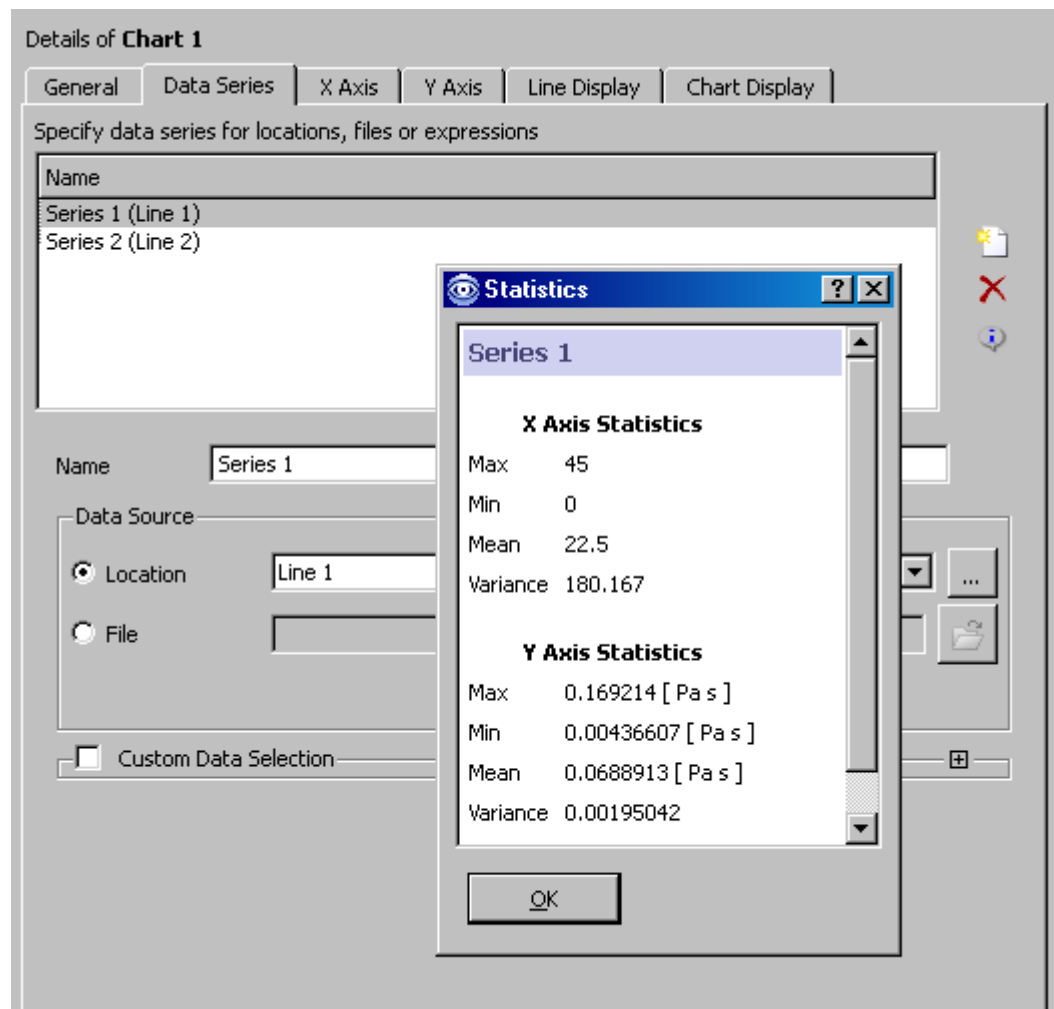 Details of Chart 1
General Data Series X Axis Y Axis Line Display Chart Display
Specify data series for locations, files or expressions
Name
Series 1 (Line 1)
Series 2 (Line 2)
Statistics
Series 1
X Axis Statistics
Max 45
Min 0
Mean 22.5
Variance 180.167
Y Axis Statistics
Max 0.169214 [ Pa s ]
Min 0.00436607 [ Pa s ]
Mean 0.0688913 [ Pa s ]
Variance 0.00195042
OK
Name Series 1
Data Source
Location Line 1 ...
File
Custom Data Selection